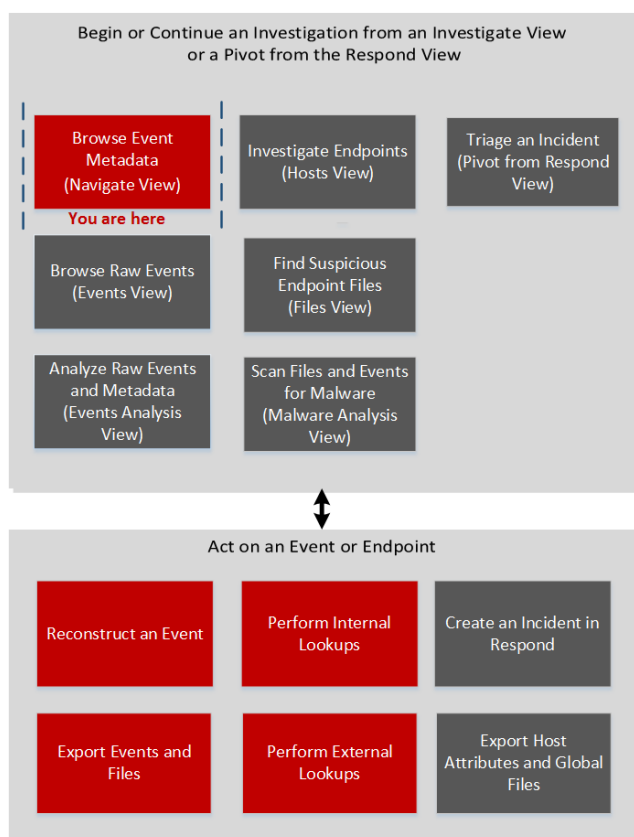 Begin or Continue an Investigation from an Investigate View
or a Pivot from the Respond View
Browse Event
Metadata
(Navigate View)
Investigate Endpoints
(Hosts View)
Triage an Incident
(Pivot from Respond
View)
You are here
Browse Raw Events
(Events View)
Find Suspicious
Endpoint Files
(Files View)
Analyze Raw Events
and Metadata
(Events Analysis
View)
Scan Files and Events
for Malware
(Malware Analysis
View)
Act on an Event or Endpoint
Reconstruct an Event
Perform Internal
Lookups
Create an Incident in
Respond
Export Events and
Files
Perform External
Lookups
Export Host
Attributes and Global
Files